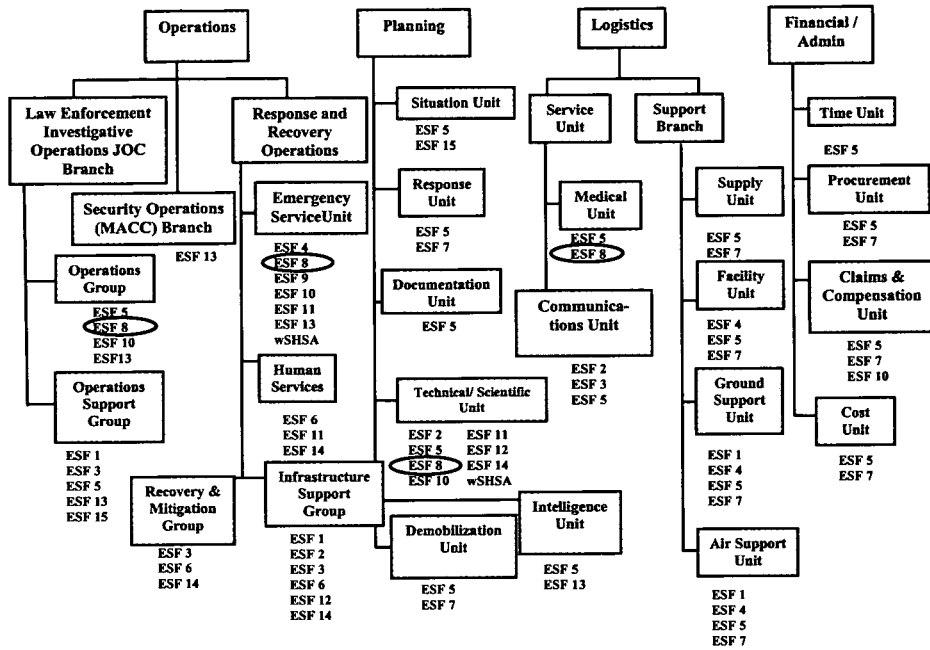 Operations
Law Enforcement
Investigative
Operations JOC
Branch
Security Operations
(MACC) Branch
ESF 13
Operations
Group
ESF 5
ESF 8
ESF 10
ESF13
Operations
Support
Group
ESF 1
ESF 3
ESF 5
ESF 13
ESF 15
Response and
Recovery
Operations
Emergency
ServiceUnit
ESF 4
ESF 8
ESF 9
ESF 10
ESF 11
ESF 13
wSHSA
Human
Services
ESF 6
ESF 11
ESF 14
Recovery &
Mitigation Group
ESF 3
ESF 6
ESF 14
Infrastructure
Support
Group
ESF 1
ESF 2
ESF 3
ESF 6
ESF 12
ESF 14
Planning
Situation Unit
ESF 5
ESF 15
Response
Unit
ESF 5
ESF 7
Documentation
Unit
ESF 5
Technical/ Scientific
Unit
ESF 2
ESF 5
ESF 8
ESF 10
ESF 11
ESF 12
ESF 14
wSHSA
Demobilization
Unit
ESF 5
ESF 7
Intelligence
Unit
ESF 5
ESF 13
Logistics
Service
Unit
Medical
Unit
ESF 5
ESF 8
Communica-
tions Unit
ESF 2
ESF 3
ESF 5
Support
Branch
Supply
Unit
ESF 5
ESF 7
Facility
Unit
ESF 4
ESF 5
ESF 7
Ground
Support
Unit
ESF 1
ESF 4
ESF 5
ESF 7
Air Support
Unit
ESF 1
ESF 4
ESF 5
ESF 7
Financial /
Admin
Time Unit
ESF 5
Procurement
Unit
ESF 5
ESF 7
Claims &
Compensation
Unit
ESF 5
ESF 7
ESF 10
Cost
Unit
ESF 5
ESF 7